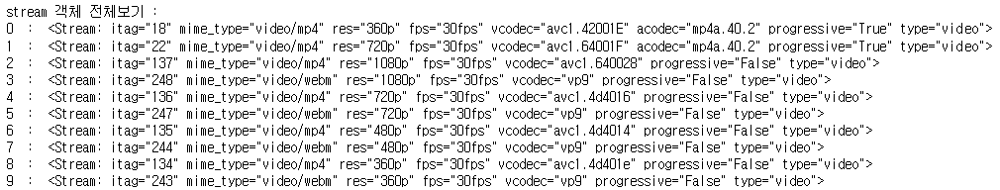 stream 객체 전체보기 :
0  :  <Stream: itag="18" mime_type="video/mp4" res="360p" fps="30fps" vcodec="avc1.42001E" acodec="mp4a.40.2" progressive="True" type="video">
1  :  <Stream: itag="22" mime_type="video/mp4" res="720p" fps="30fps" vcodec="avc1.64001F" acodec="mp4a.40.2" progressive="True" type="video">
2  :  <Stream: itag="137" mime_type="video/mp4" res="1080p" fps="30fps" vcodec="avc1.640028" progressive="False" type="video">
3  :  <Stream: itag="248" mime_type="video/webm" res="1080p" fps="30fps" vcodec="vp9" progressive="False" type="video">
4  :  <Stream: itag="136" mime_type="video/mp4" res="720p" fps="30fps" vcodec="avc1.4d4016" progressive="False" type="video">
5  :  <Stream: itag="247" mime_type="video/webm" res="720p" fps="30fps" vcodec="vp9" progressive="False" type="video">
6  :  <Stream: itag="135" mime_type="video/mp4" res="480p" fps="30fps" vcodec="avc1.4d4014" progressive="False" type="video">
7  :  <Stream: itag="244" mime_type="video/webm" res="480p" fps="30fps" vcodec="vp9" progressive="False" type="video">
8  :  <Stream: itag="134" mime_type="video/mp4" res="360p" fps="30fps" vcodec="avc1.4d401e" progressive="False" type="video">
9  :  <Stream: itag="243" mime_type="video/webm" res="360p" fps="30fps" vcodec="vp9" progressive="False" type="video">